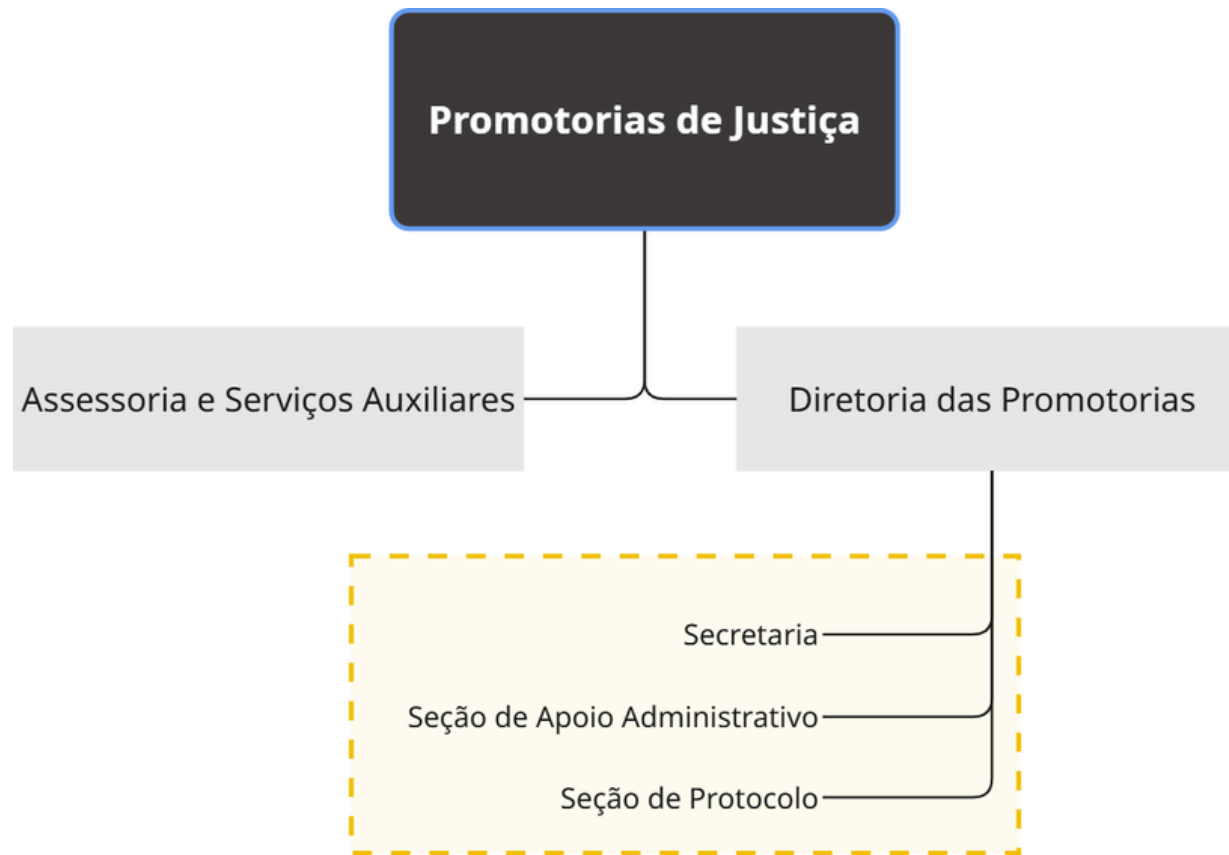 Promotorias de Justiça
Assessoria e Serviços Auxiliares
Diretoria das Promotorias
Secretaria
Seção de Apoio Administrativo
Seção de Protocolo